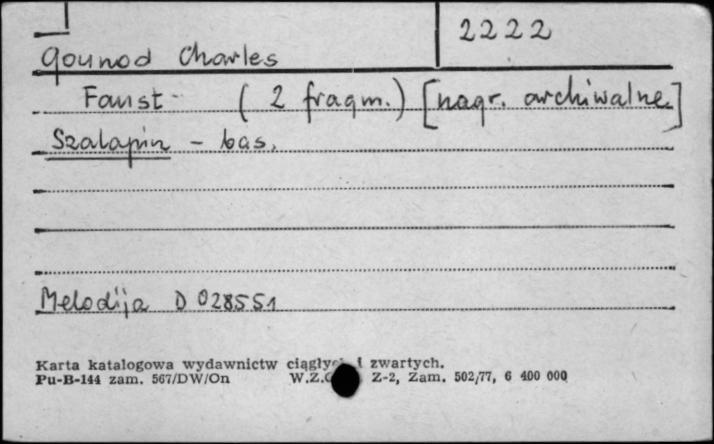 2222
Gounod Charles
Faust (2 fragm.) [nagr. archiwalne]
Szalapin - bas.
Melodija D 028551
Karta katalogowa wydawnictw ciągłych i zwartych.
Pu-B-144 zam. 567/DW/On W.Z. Z-2, Zam. 502/77, 6 400 000